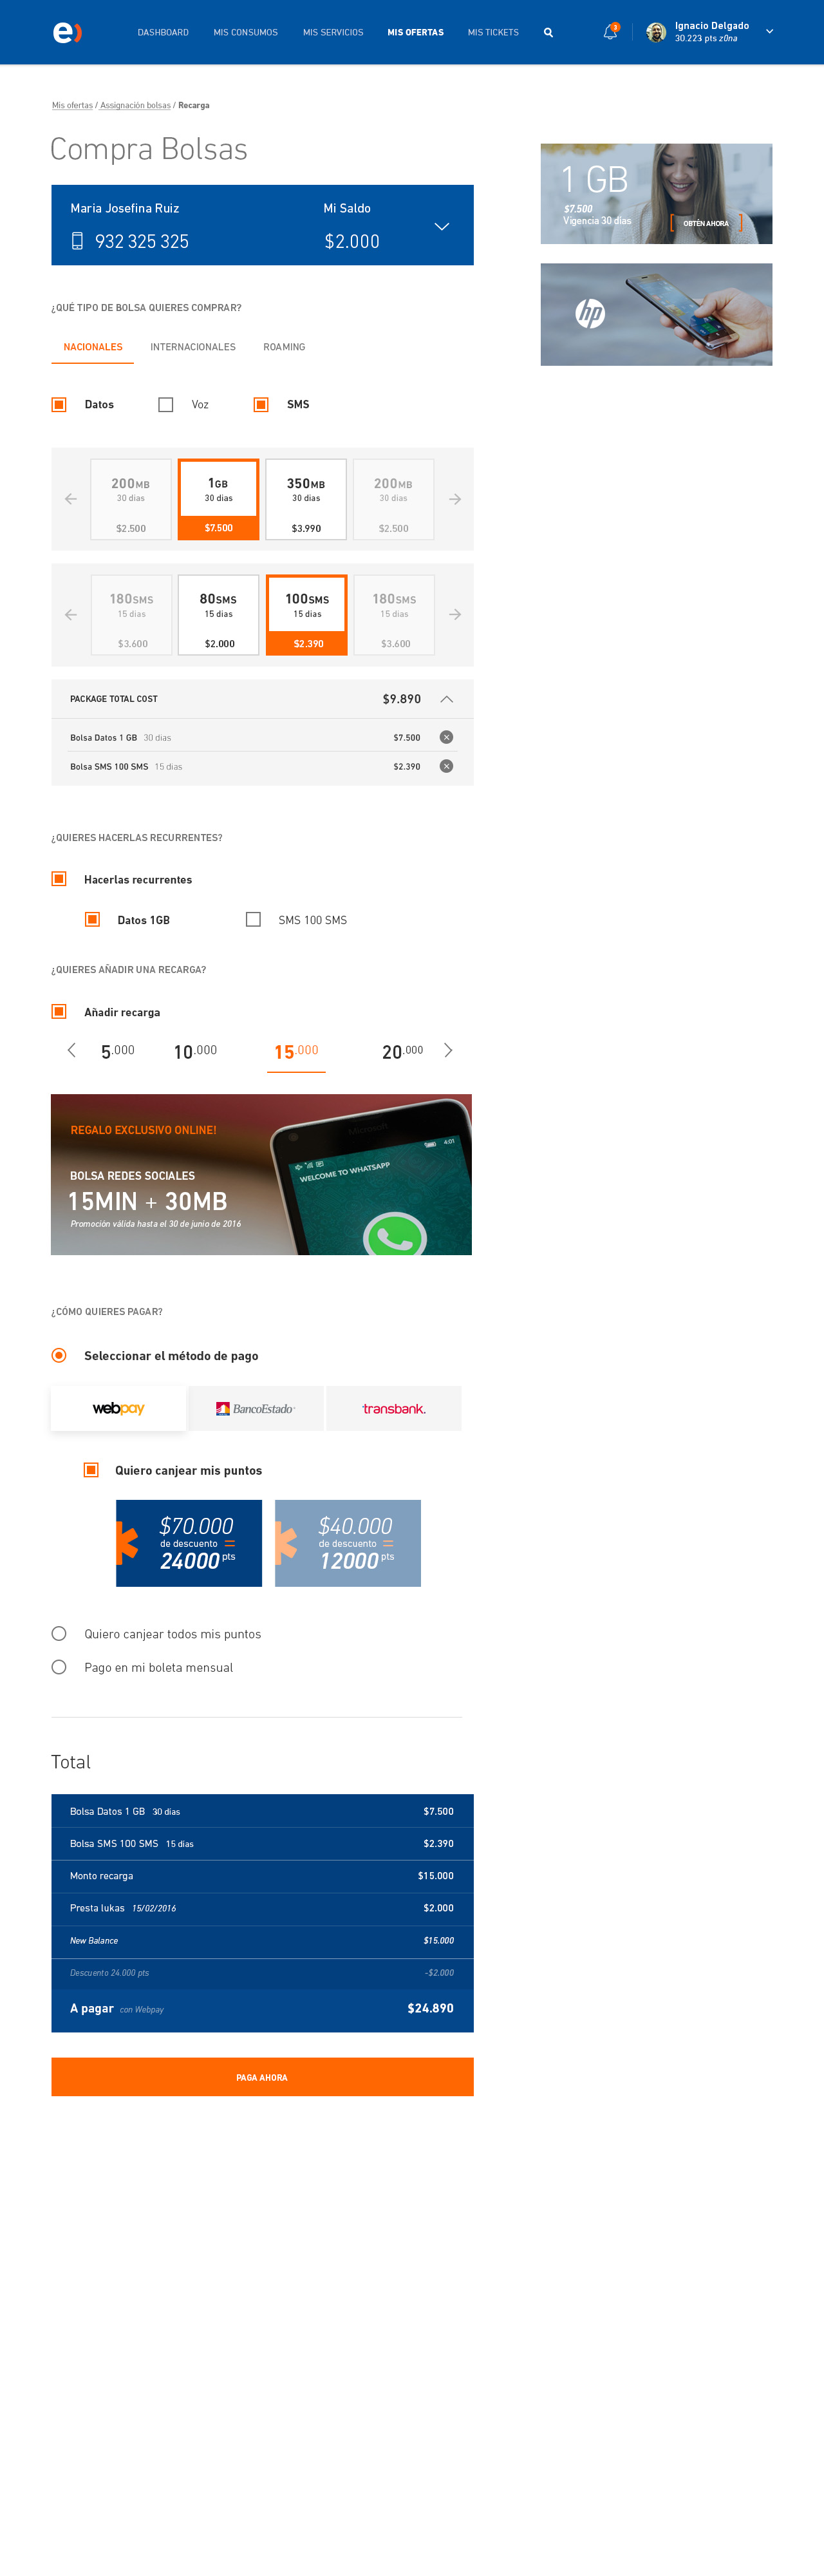 e)
DASHBOARD MIS CONSUMOS MIS SERVICIOS MIS OFERTAS MIS TICKETS
3
Ignacio Delgado
30.223 pts z0na
Mis ofertas / Assignación bolsas / Recarga
Compra Bolsas
Maria Josefina Ruiz Mi Saldo
932 325 325 $2.000
1 GB
$7.500
Vigencia 30 días
OBTÉN AHORA
hp
¿QUÉ TIPO DE BOLSA QUIERES COMPRAR?
NACIONALES INTERNACIONALES ROAMING
Datos Voz SMS
200MB 1GB 350MB 200MB
30 dias 30 dias 30 dias 30 dias
$2.500 $7.500 $3.990 $2.500
180SMS 80SMS 100SMS 180SMS
15 dias 15 dias 15 dias 15 dias
$3.600 $2.000 $2.390 $3.600
PACKAGE TOTAL COST $9.890
Bolsa Datos 1 GB 30 dias $7.500
Bolsa SMS 100 SMS 15 dias $2.390
¿QUIERES HACERLAS RECURRENTES?
Hacerlas recurrentes
Datos 1GB SMS 100 SMS
¿QUIERES AÑADIR UNA RECARGA?
Añadir recarga
5.000 10.000 15.000 20.000
REGALO EXCLUSIVO ONLINE!
BOLSA REDES SOCIALES
15MIN + 30MB
Promoción válida hasta el 30 de junio de 2016
Microsoft
4:01
WELCOME TO WHATSAPP
¿CÓMO QUIERES PAGAR?
Seleccionar el método de pago
webpay BancoEstado transbank.
Quiero canjear mis puntos
$70.000 $40.000
de descuento = de descuento =
24000 pts 12000 pts
Quiero canjear todos mis puntos
Pago en mi boleta mensual
Total
Bolsa Datos 1 GB 30 dias $7.500
Bolsa SMS 100 SMS 15 días $2.390
Monto recarga $15.000
Presta lukas 15/02/2016 $2.000
New Balance $15.000
Descuento 24.000 pts -$2.000
A pagar con Webpay $24.890
PAGA AHORA